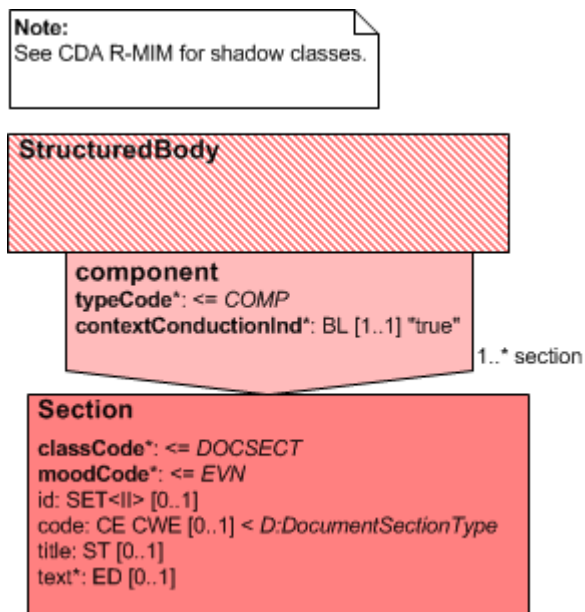 Note:
See CDA R-MIM for shadow classes.
StructuredBody
component
typeCode*: <= COMP
contextConductionInd*: BL [1..1] "true"
1..* section
Section
classCode*: <= DOCSECT
moodCode*: <= EVN
id: SET<II> [0..1]
code: CE CWE [0..1] < D:DocumentSectionType
title: ST [0..1]
text*: ED [0..1]